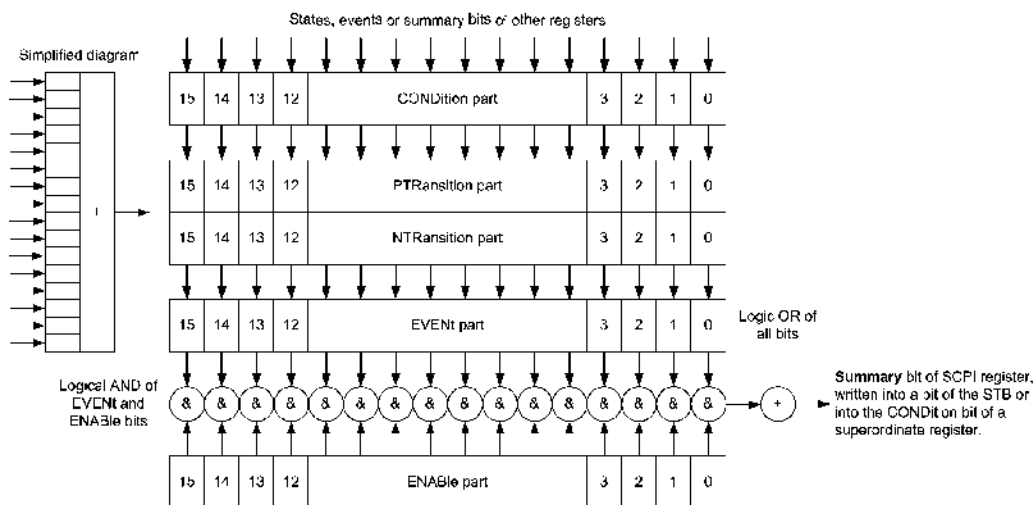 States, events or summary bits of other registers
Simplified diagram
15 14 13 12 CONDition part 3 2 1 0
15 14 13 12 PTRansition part 3 2 1 0
+
15 14 13 12 NTRansition part 3 2 1 0
15 14 13 12 EVENt part 3 2 1 0
Logic OR of
all bits
Logical AND of
EVENt and
ENABle bits
& & & & & & & & & & & & & & & & +
Summary bit of SCPI register,
written into a bit of the STB or
into the CONDition bit of a
superordinate register.
15 14 13 12 ENABle part 3 2 1 0